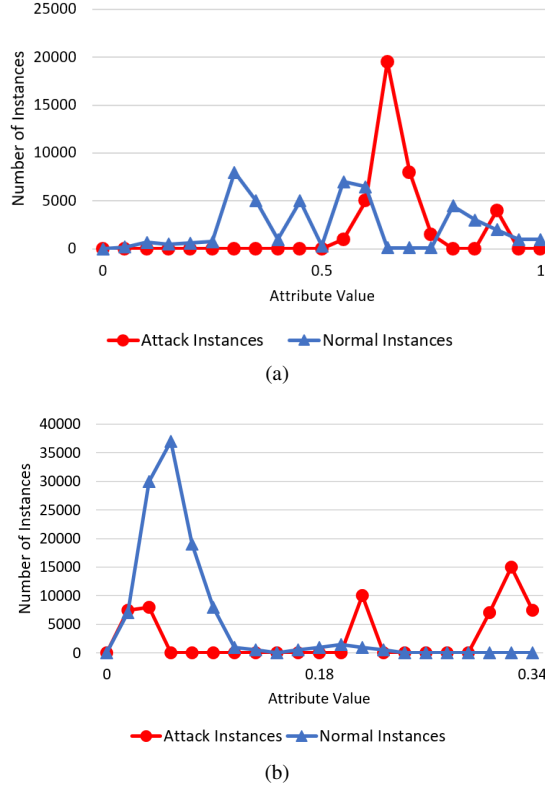 25000
20000
15000
10000
5000
0
Number of Instances
0 0.5 1
Attribute Value
Attack Instances Normal Instances
(a)
40000
35000
30000
25000
20000
15000
10000
5000
0
Number of Instances
0 0.18 0.34
Attribute Value
Attack Instances Normal Instances
(b)